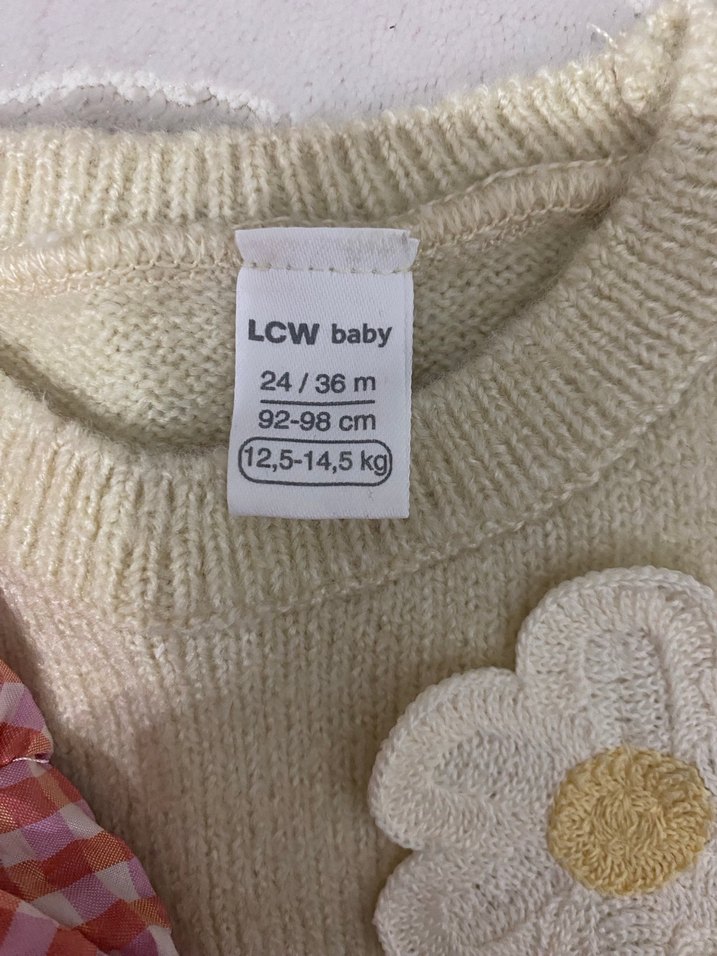 LCW baby
24 / 36 m
92-98 cm
12,5-14,5 kg